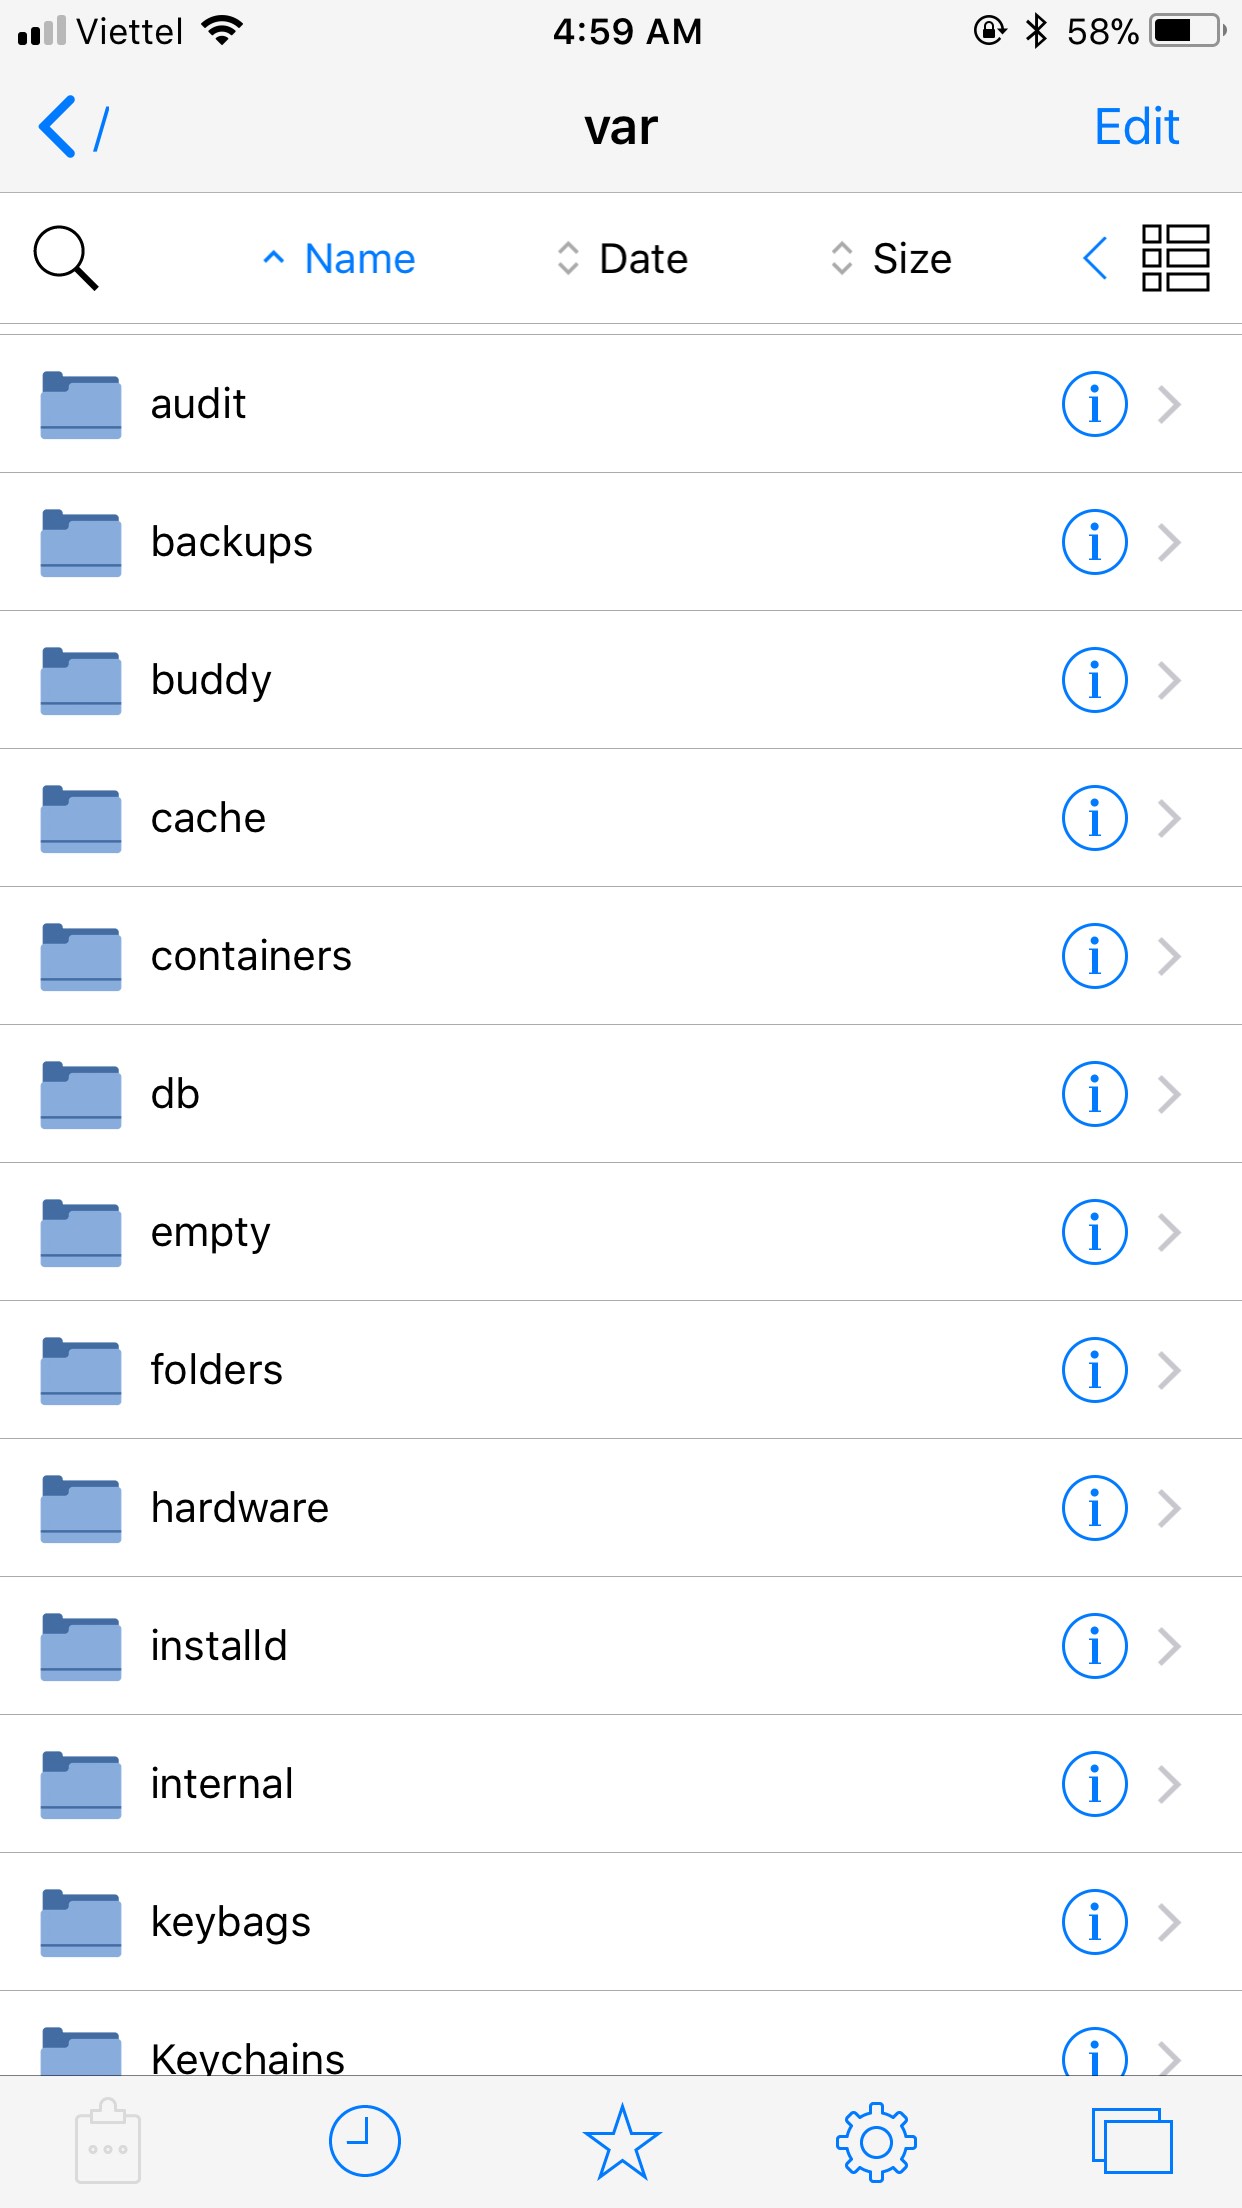 Viettel 4:59 AM 58%
/ var Edit
Name Date Size
audit
backups
buddy
cache
containers
db
empty
folders
hardware
installd
internal
keybags
Keychains